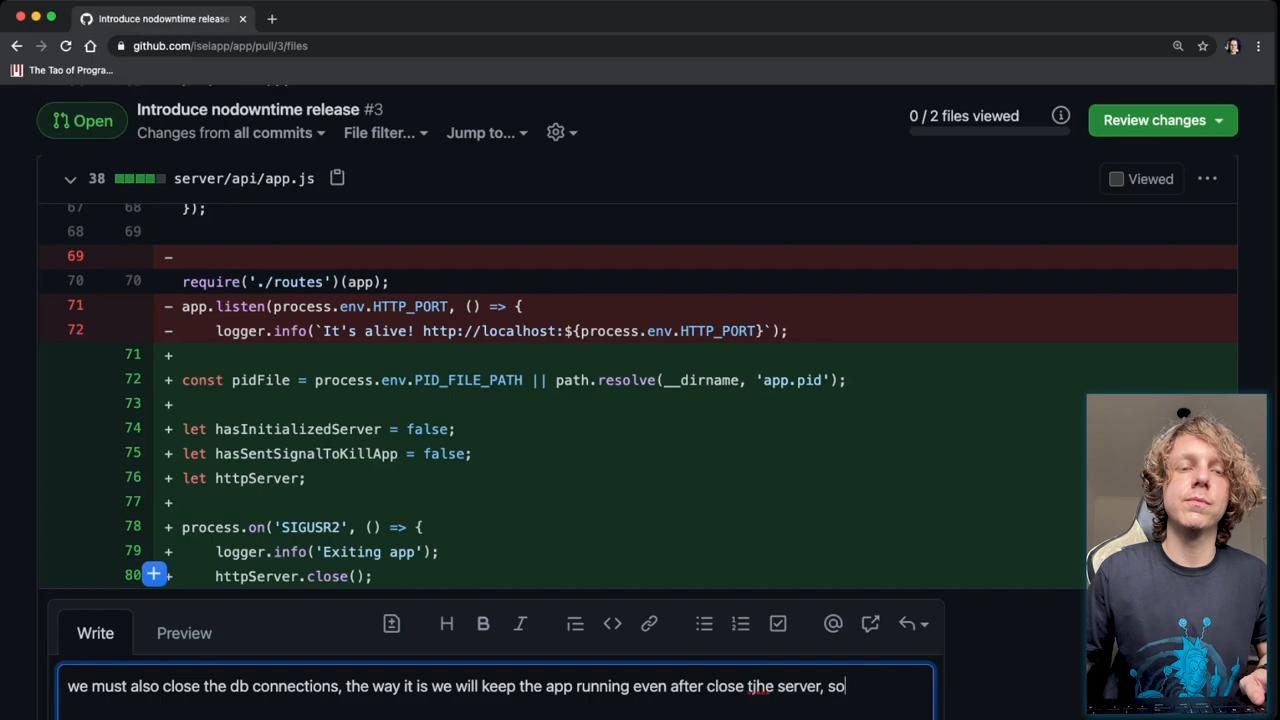 Introduce nodowntime release
github.com/iseiapp/app/pull/3/files
The Tao of Progra...
Open
Introduce nodowntime release #3
Changes from all commits
File filter...
Jump to...
0 / 2 files viewed
Review changes
38 server/api/app.js
Viewed
67 68 });
68 69
69 -
70 70 require('./routes')(app);
71 - app.listen(process.env.HTTP_PORT, () => {
72 - logger.info(`It's alive! http://localhost:${process.env.HTTP_PORT}`);
71 +
72 + const pidFile = process.env.PID_FILE_PATH || path.resolve(__dirname, 'app.pid');
73 +
74 + let hasInitializedServer = false;
75 + let hasSentSignalToKillApp = false;
76 + let httpServer;
77 +
78 + process.on('SIGUSR2', () => {
79 + logger.info('Exiting app');
80 + httpServer.close();
Write
Preview
we must also close the db connections, the way it is we will keep the app running even after close tjhe server, so